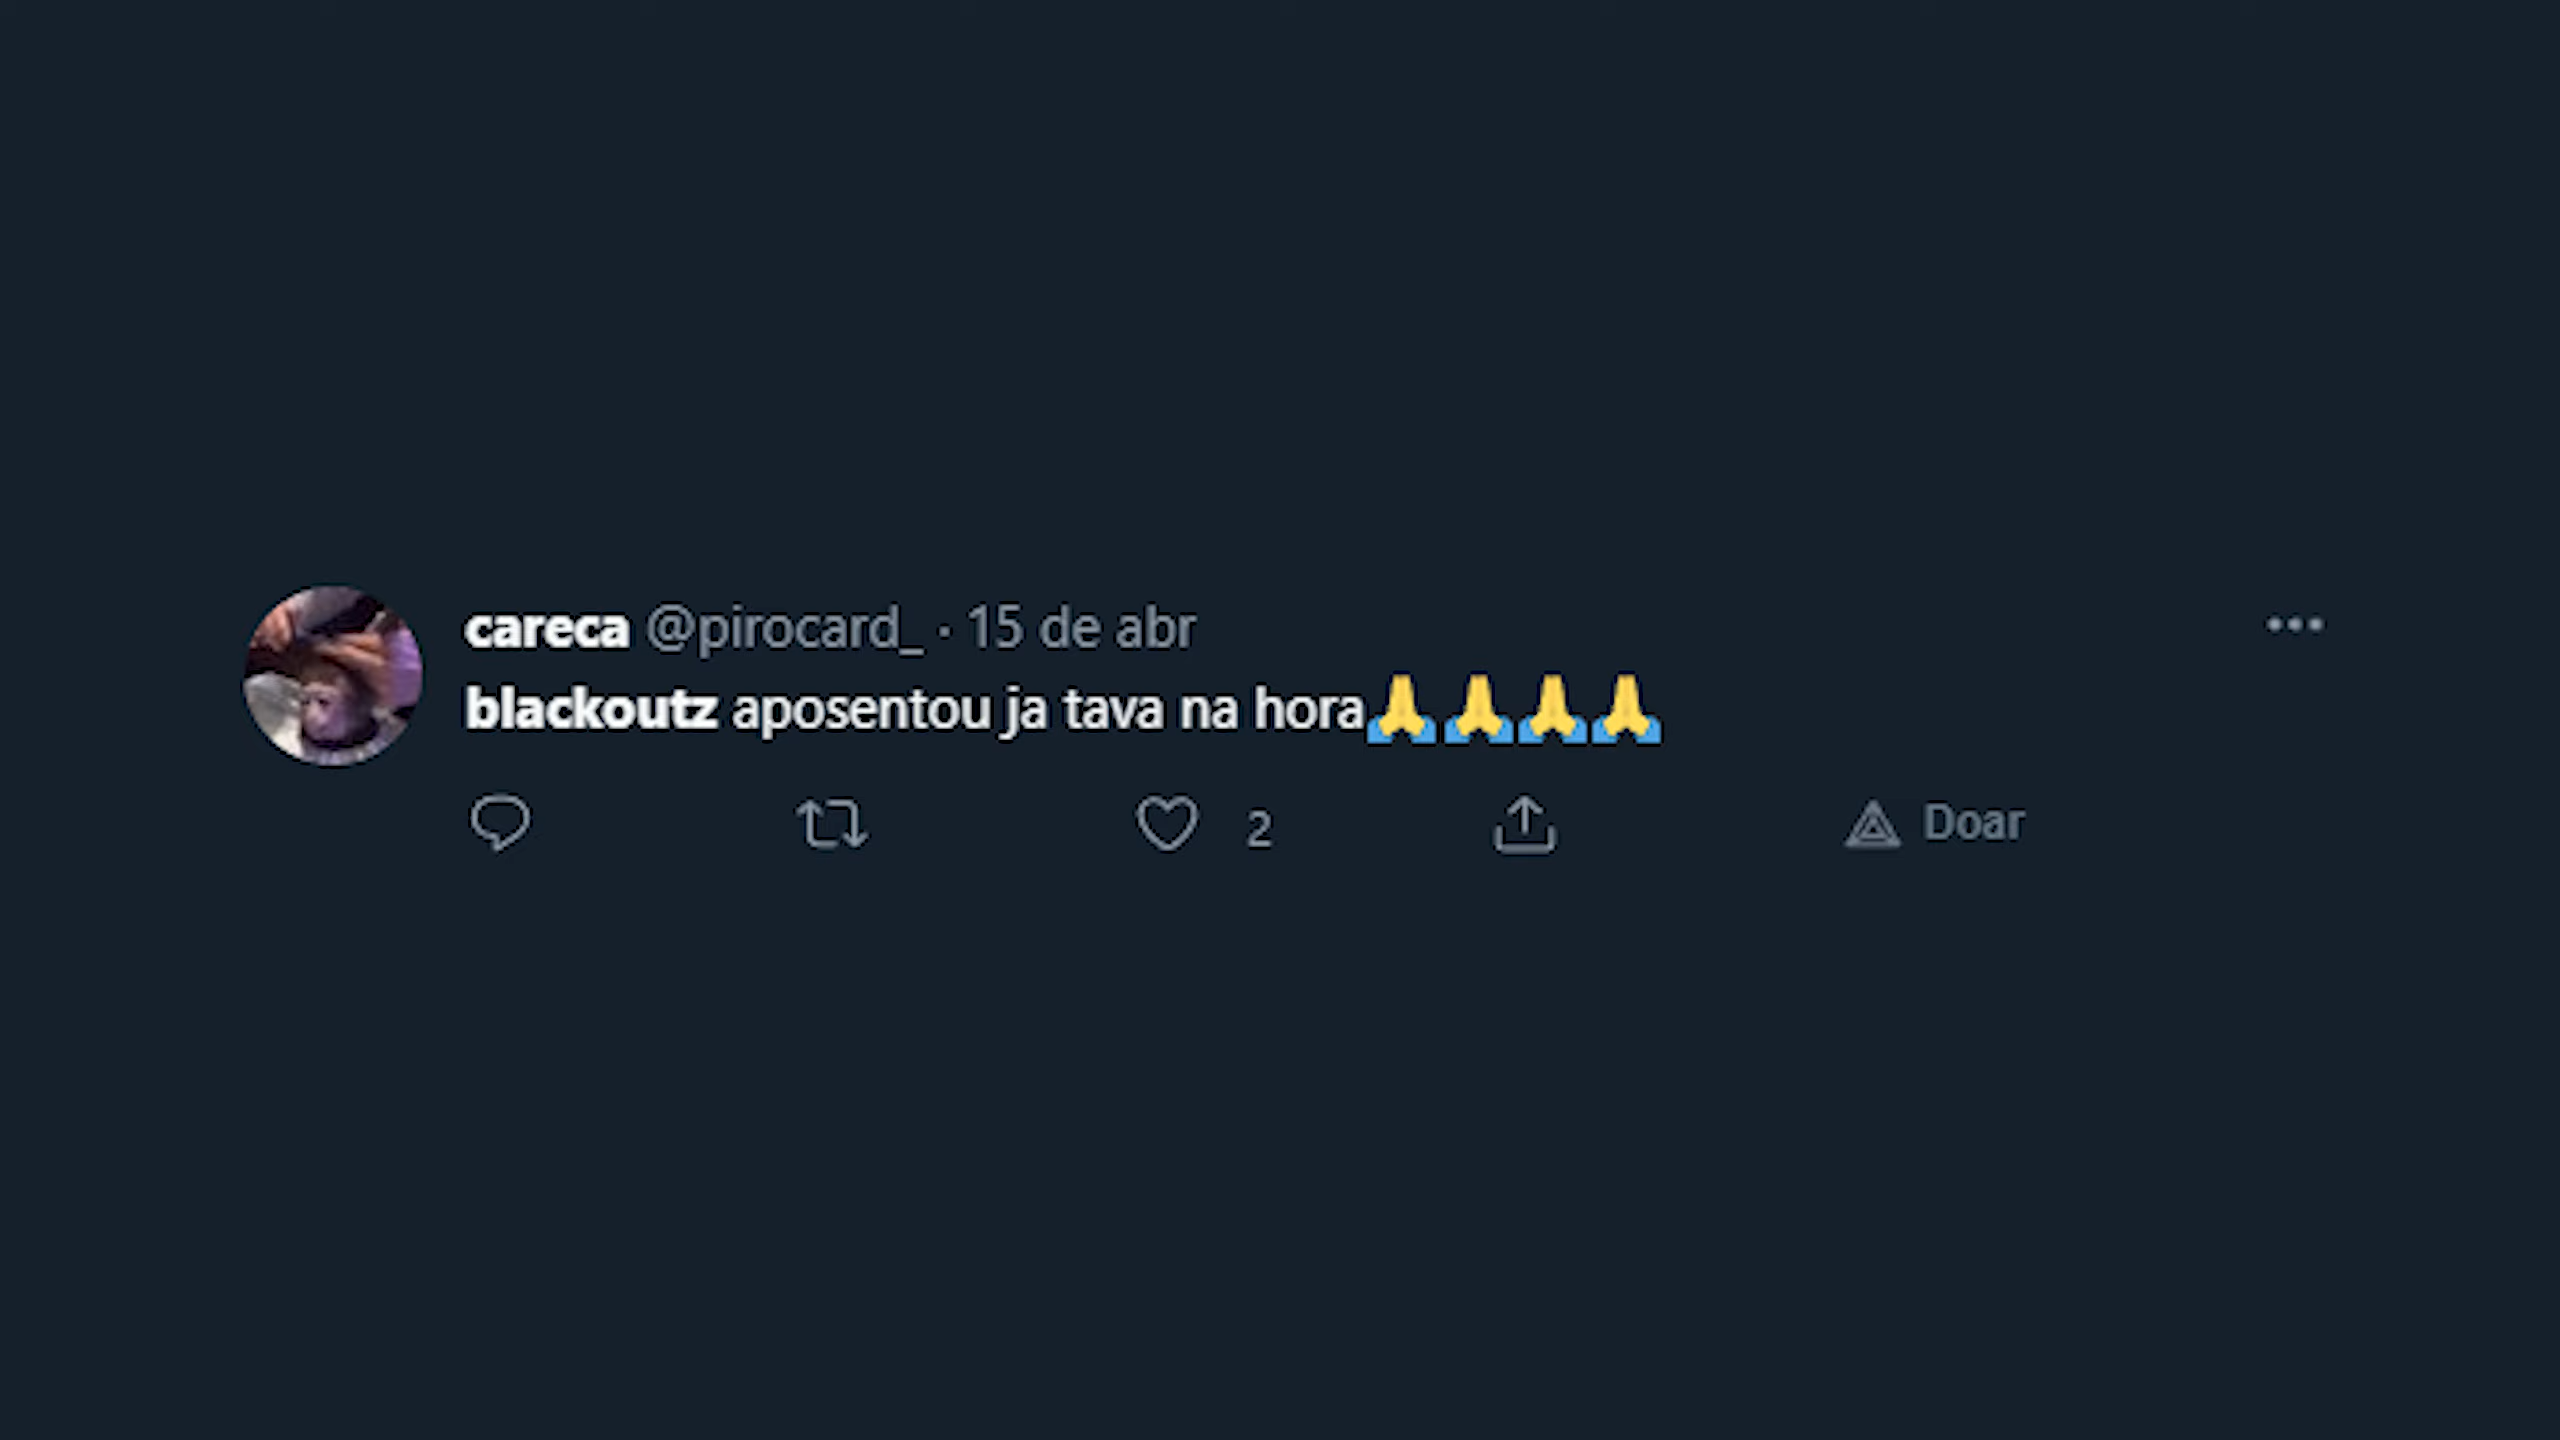 careca @pirocard_ · 15 de abr
blackoutz aposentou ja tava na hora🙏🙏🙏🙏
2
Doar